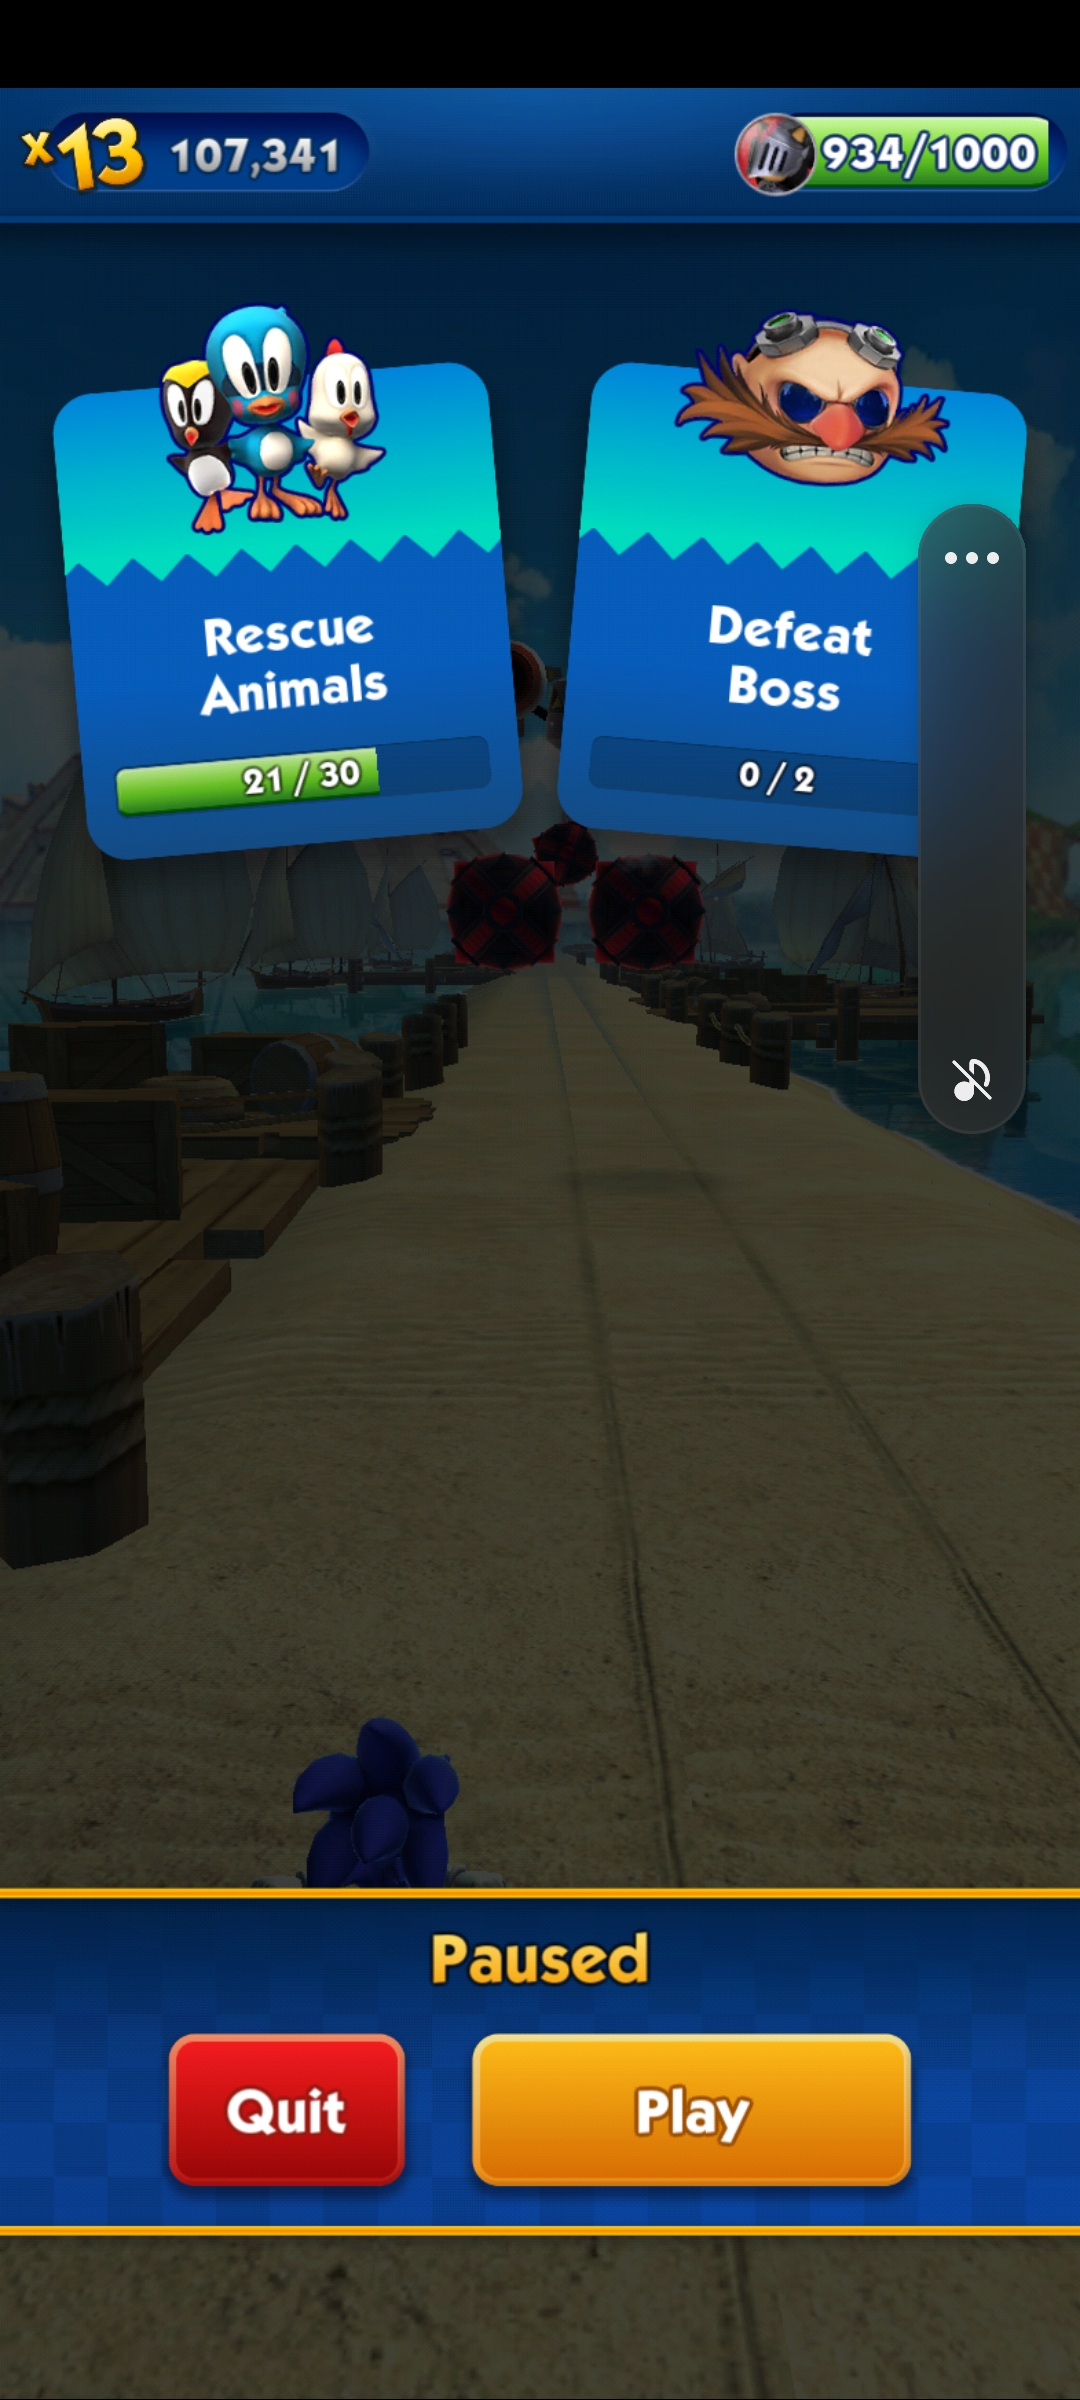 x13 107,341
934/1000
Rescue
Animals
21 / 30
Defeat
Boss
0 / 2
Paused
Quit
Play